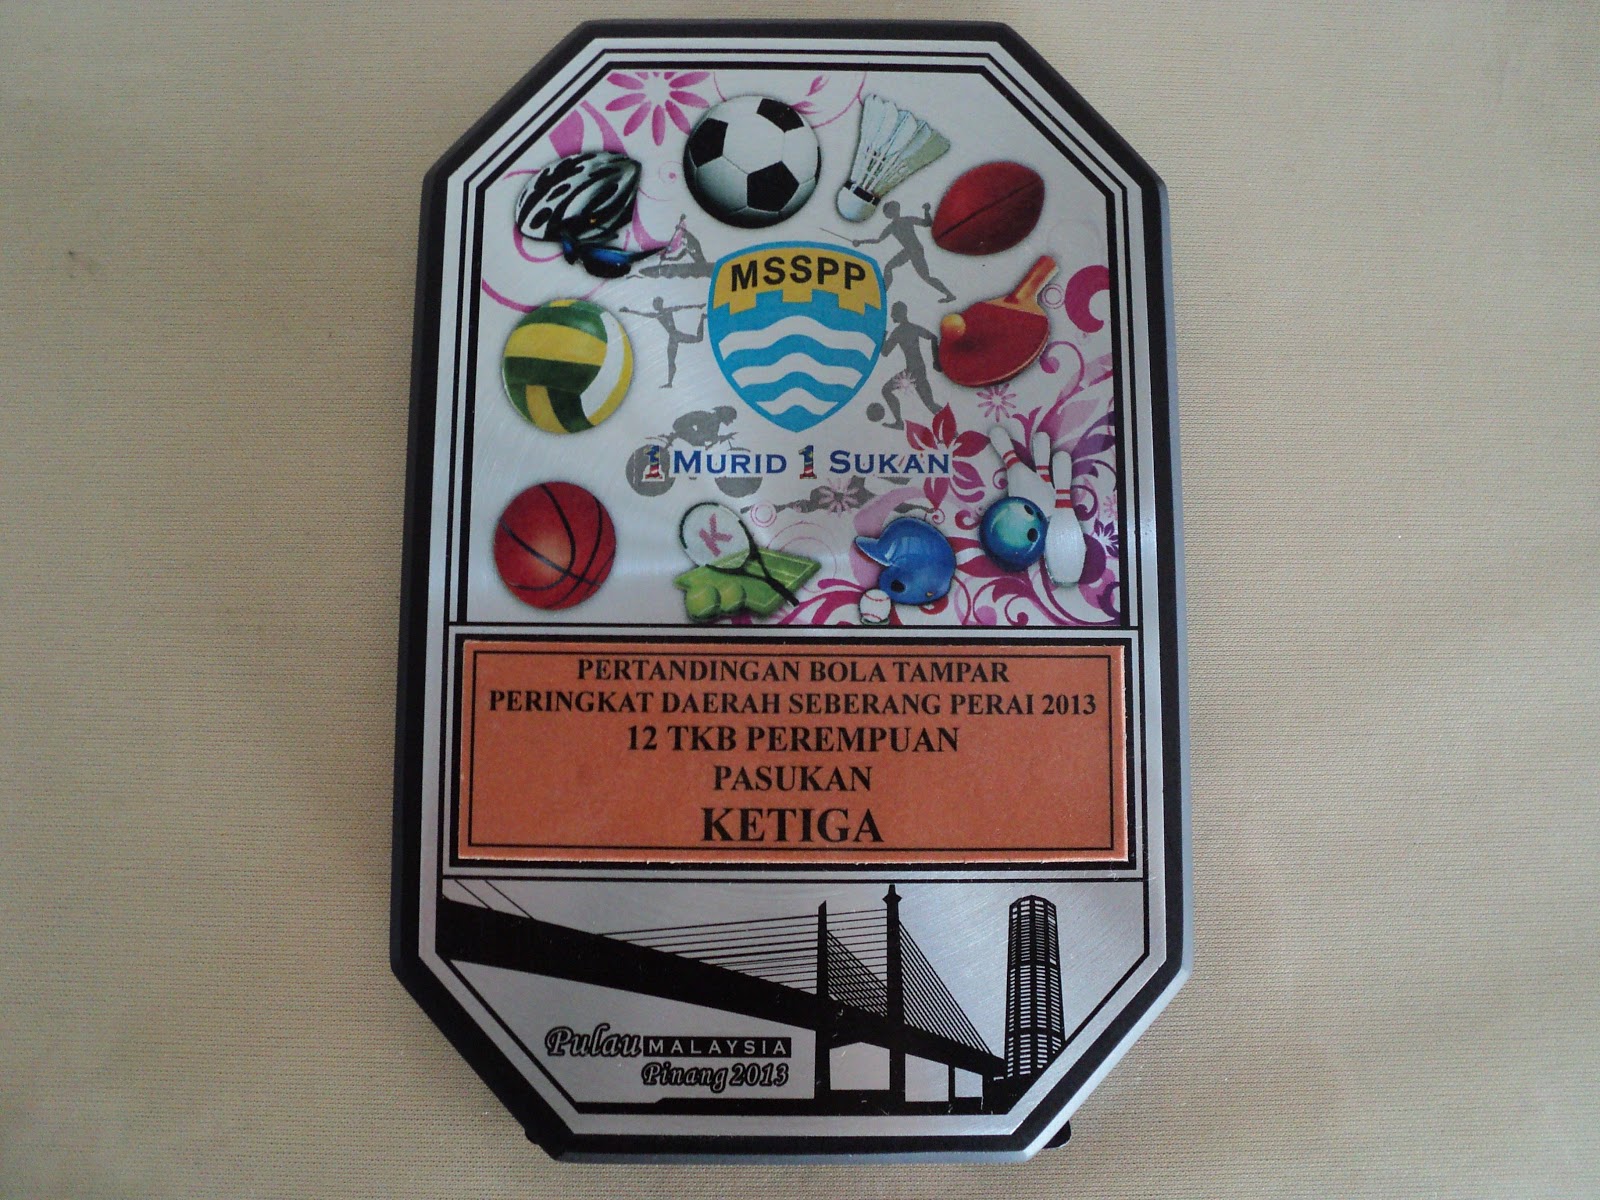 MSSPP
1 MURID 1 SUKAN
K
PERTANDINGAN BOLA TAMPAR
PERINGKAT DAERAH SEBERANG PERAI 2013
12 TKB PEREMPUAN
PASUKAN
KETIGA
Pulau MALAYSIA
Pinang 2013